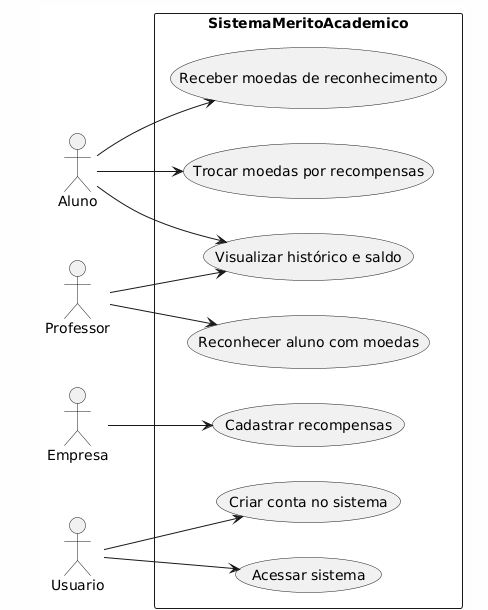 SistemaMeritoAcademico
Receber moedas de reconhecimento
Trocar moedas por recompensas
Aluno
Visualizar histórico e saldo
Professor
Reconhecer aluno com moedas
Cadastrar recompensas
Empresa
Criar conta no sistema
Acessar sistema
Usuario